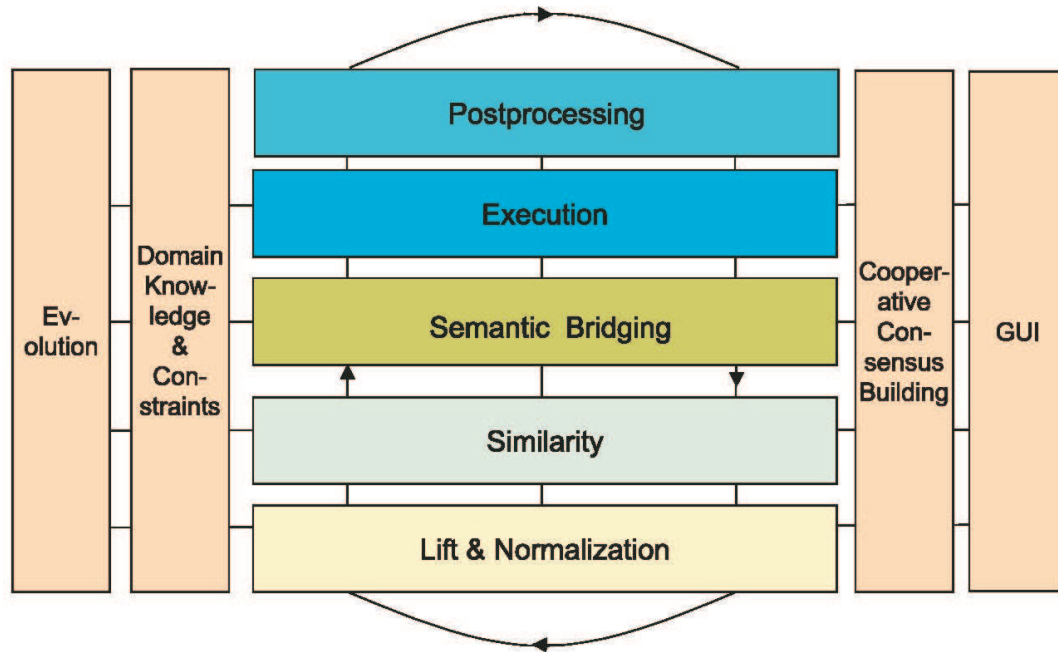 Postprocessing
Execution
Semantic Bridging
Similarity
Lift & Normalization
Ev-
olution
Domain
Know-
ledge
&
Con-
straints
Cooper-
ative
Con-
sensus
Building
GUI